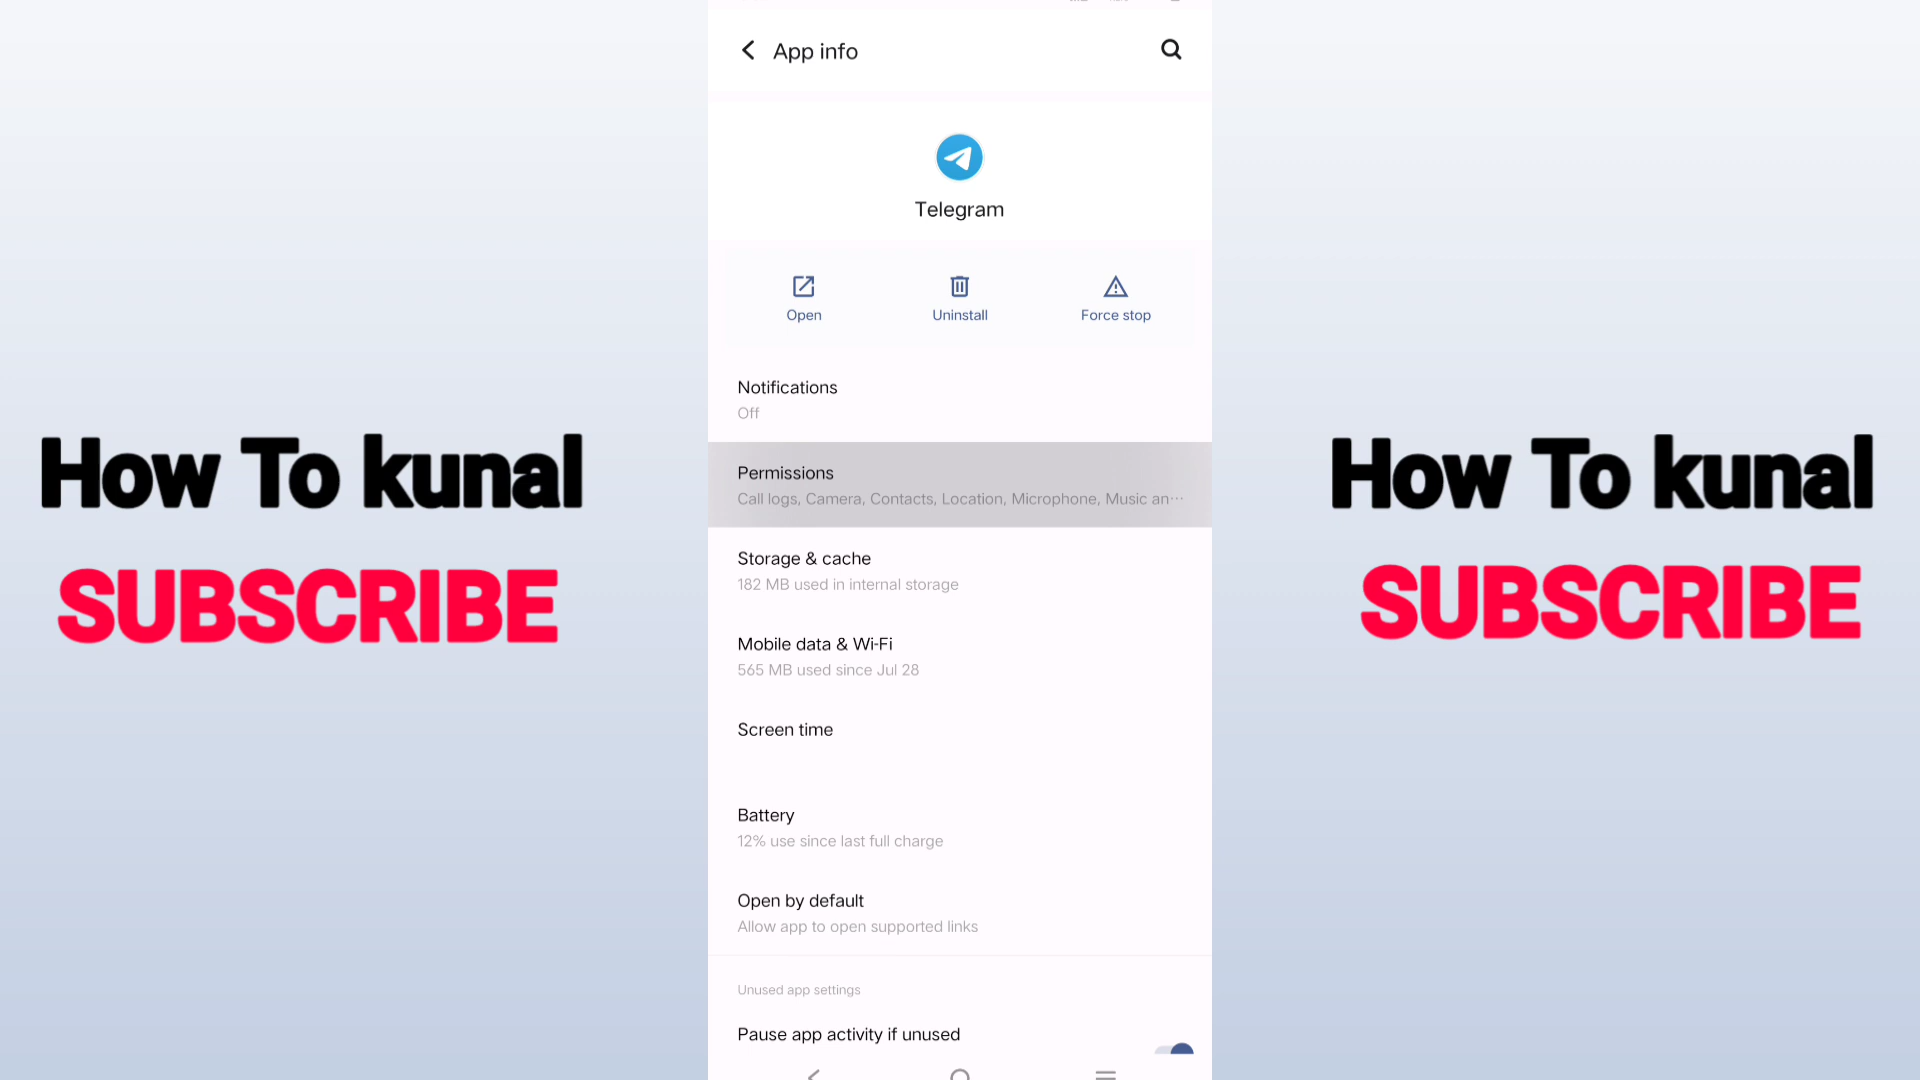 App info
Telegram
Open
Uninstall
Force stop
Notifications
Off
Permissions
Call logs, Camera, Contacts, Location, Microphone, Music an···
Storage & cache
182 MB used in internal storage
Mobile data & Wi-Fi
565 MB used since Jul 28
Screen time
Battery
12% use since last full charge
Open by default
Allow app to open supported links
Unused app settings
Pause app activity if unused
How To kunal
SUBSCRIBE
How To kunal
SUBSCRIBE